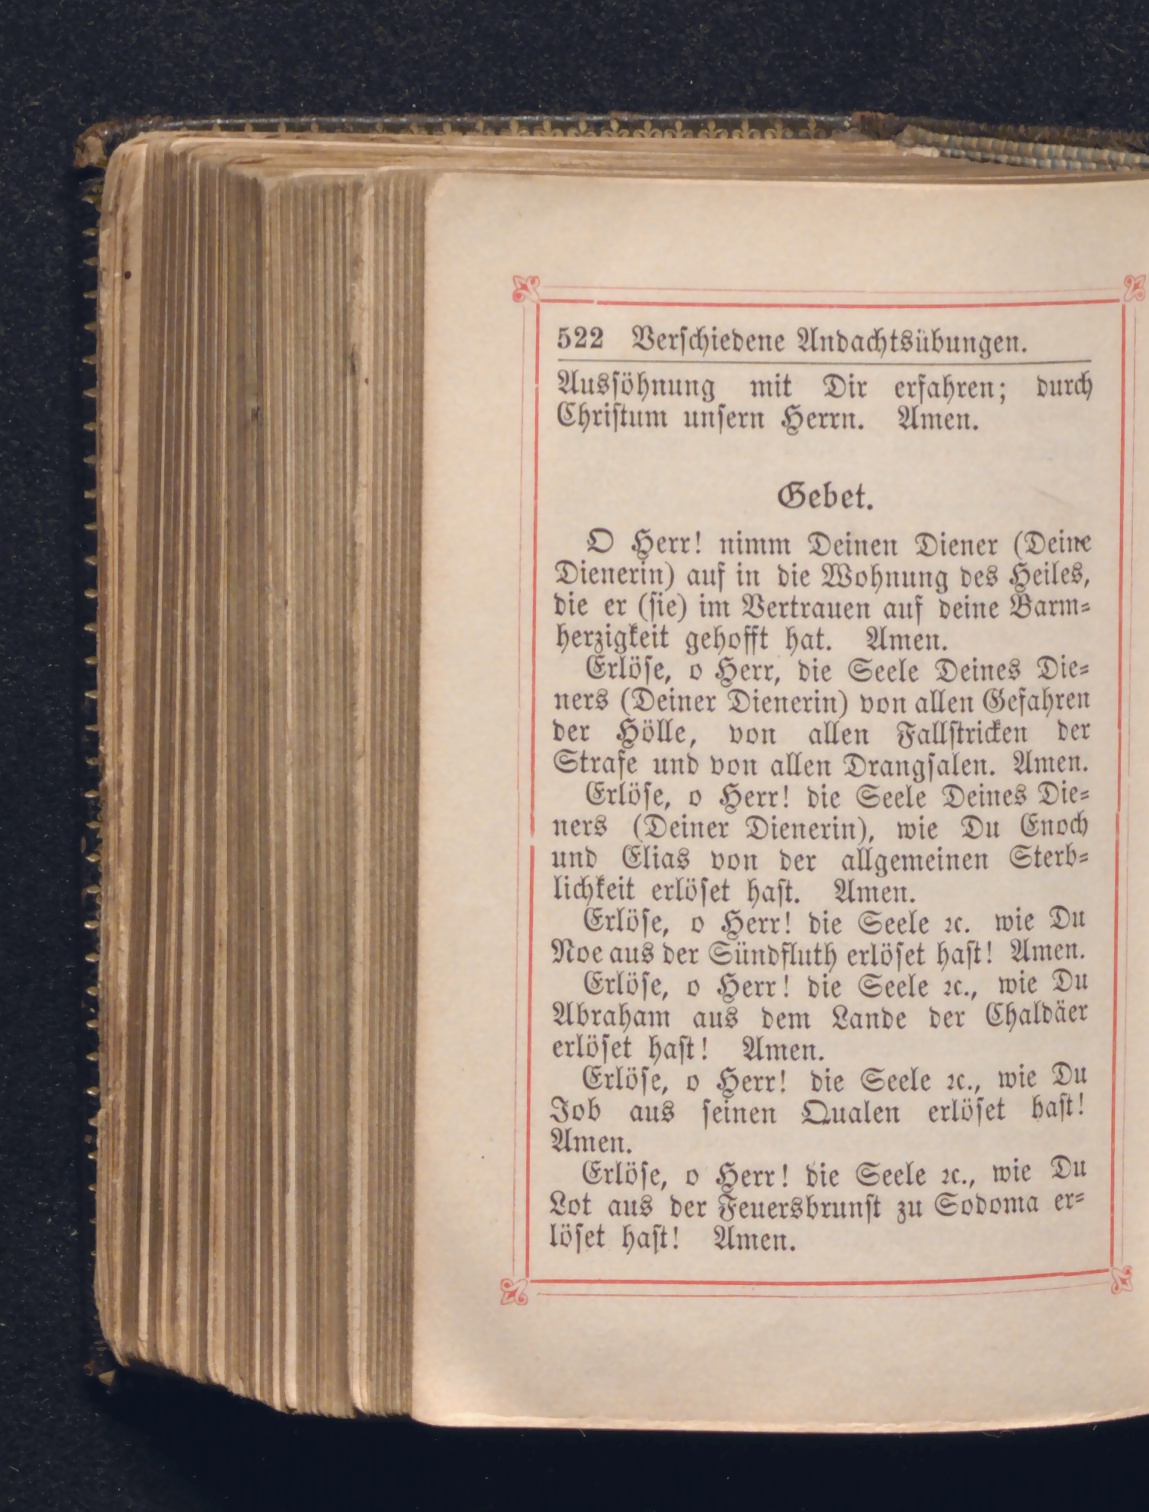 522 Verschiedene Andachtsübungen.
Aussöhnung mit Dir erfahren; durch
Christum unsern Herrn. Amen.
Gebet.
O Herr! nimm Deinen Diener (Deine
Dienerin) auf in die Wohnung des Heiles,
die er (sie) im Vertrauen auf deine Barm-
herzigkeit gehofft hat. Amen.
Erlöse, o Herr, die Seele Deines Die-
ners (Deiner Dienerin) von allen Gefahren
der Hölle, von allen Fallstricken der
Strafe und von allen Drangsalen. Amen.
Erlöse, o Herr! die Seele Deines Die-
ners (Deiner Dienerin), wie Du Enoch
und Elias von der allgemeinen Sterb-
lichkeit erlöset hast. Amen.
Erlöse, o Herr! die Seele ꝛc. wie Du
Noe aus der Sündfluth erlöset hast! Amen.
Erlöse, o Herr! die Seele ꝛc., wie Du
Abraham aus dem Lande der Chaldäer
erlöset hast! Amen.
Erlöse, o Herr! die Seele ꝛc., wie Du
Job aus seinen Qualen erlöset hast!
Amen.
Erlöse, o Herr! die Seele ꝛc., wie Du
Lot aus der Feuersbrunst zu Sodoma er-
löset hast! Amen.